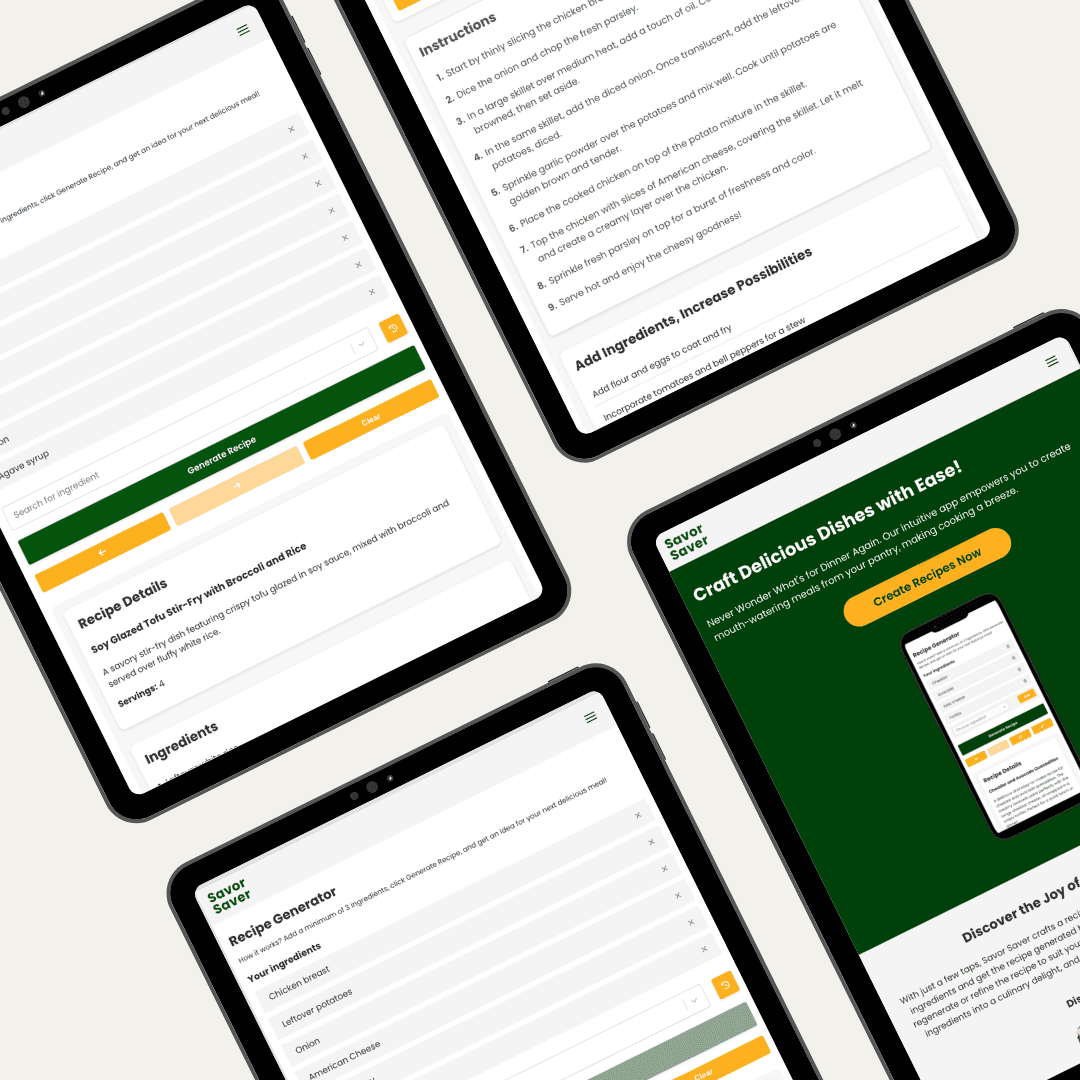 ingredients, click Generate Recipe, and get an idea for your next delicious meal!
on
Agave syrup
Search for ingredient
Generate Recipe
Clear
Recipe Details
Soy Glazed Tofu Stir-Fry with Broccoli and Rice
A savory stir-fry dish featuring crispy tofu glazed in soy sauce, mixed with broccoli and
served over fluffy white rice.
Servings: 4
Ingredients
Instructions
1. Start by thinly slicing the chicken
2. Dice the onion and chop the fresh parsley.
3. In a large skillet over medium heat, add a touch of oil.
browned, then set aside.
4. In the same skillet, add the diced onion. Once translucent, add the
potatoes, diced.
5. Sprinkle garlic powder over the potatoes and mix well. Cook until potatoes are
golden brown and tender.
6. Place the cooked chicken on top of the potato mixture in the skillet.
7. Top the chicken with slices of American cheese, covering the skillet. Let it melt
and create a creamy layer over the chicken.
8. Sprinkle fresh parsley on top for a burst of freshness and color.
9. Serve hot and enjoy the cheesy goodness!
Add Ingredients, Increase Possibilities
Add flour and eggs to coat and fry
Incorporate tomatoes and bell peppers for a stew
Savor
Saver
Recipe Generator
How it works? Add a minimum of 3 ingredients, click Generate Recipe, and get an idea for your next delicious meal!
Your ingredients
Chicken breast
Leftover potatoes
Onion
American Cheese
Clear
Savor
Saver
Craft Delicious Dishes with Ease!
Never Wonder What's for Dinner Again. Our intuitive app empowers you to create
mouth-watering meals from your pantry, making cooking a breeze.
Create Recipes Now
Recipe Generator
Your Ingredients
Cheddar
Avocado
Generate Recipe
Recipe Details
Cheddar and Avocado Quesadillas
Discover the Joy of
With just a few taps, Savor Saver crafts a
ingredients and get the recipe generated
regenerate or refine the recipe to suit
ingredients into a culinary delight, and